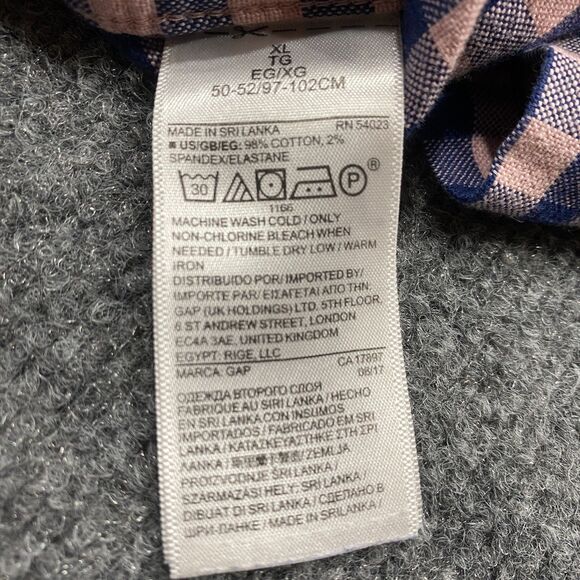 XL
TG
EG/XG
50-52/97-102CM
MADE IN SRI LANKA RN 54023
US/GB/EG: 98% COTTON, 2%
SPANDEX/ELASTANE
30 P ®
1166
MACHINE WASH COLD / ONLY
NON-CHLORINE BLEACH WHEN
NEEDED / TUMBLE DRY LOW / WARM
IRON
DISTRIBUIDO POR/ IMPORTED BY/
IMPORTE PAR/ ΕΙΣΑΓΕΤΑΙ ΑΠΟ ΤΗΝ:
GAP (UK HOLDINGS) LTD. 5TH FLOOR,
6 ST ANDREW STREET, LONDON
EC4A 3AE, UNITED KINGDOM
EGYPT: RIGE, LLC
MARCA: GAP CA 17897
08/17
ОДЕЖДА ВТОРОГО СЛОЯ
FABRIQUE AU SRI LANKA / HECHO
EN SRI LANKA CON INSUMOS
IMPORTADOS / FABRICADO EM SRI
LANKA / ΚΑΤΑΣΚΕΥΑΣΤΗΚΕ ΣΤΗ ΣΡΙ
ΛΑΝΚΑ / ЗЕМЛЯ
PROIZVODNJE SRI LANKA /
SZÁRMAZÁSI HELY: SRI LANKA /
DIBUAT DI SRI LANKA / СДЕЛАНО В
ШРИ-ЛАНКЕ / MADE IN SRI LANKA /